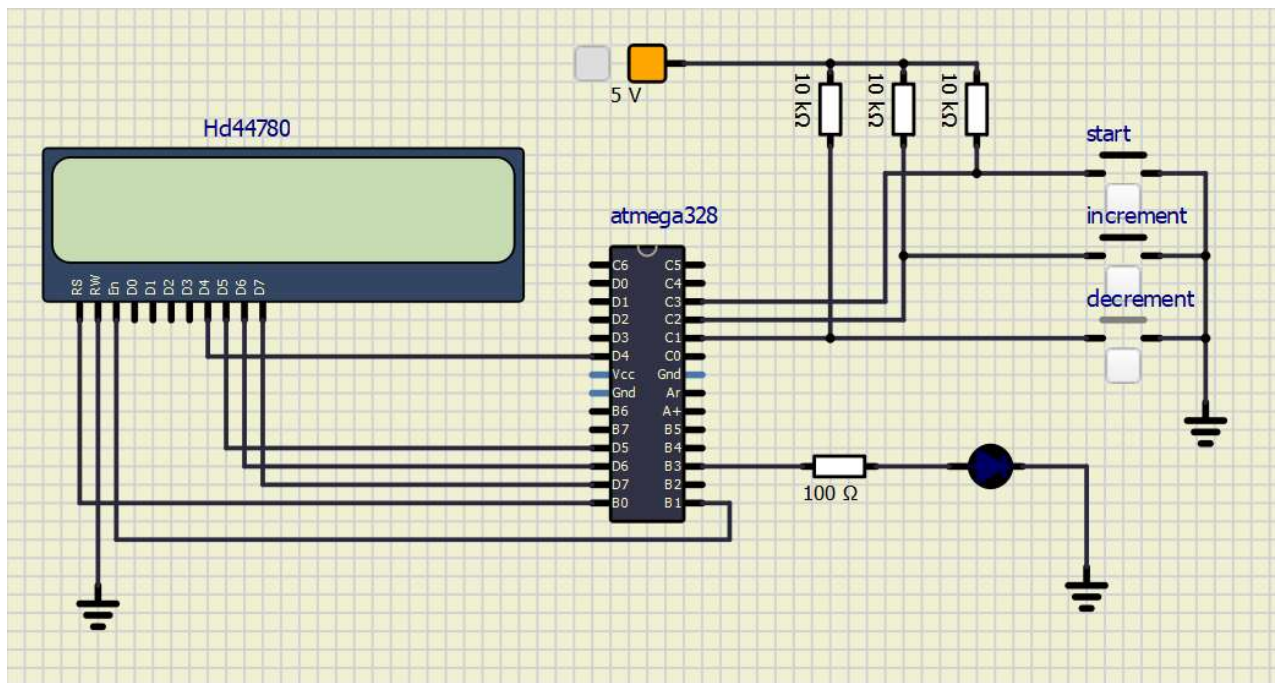 5 V
10 kΩ
10 kΩ
10 kΩ
Hd44780
RS
RW
En
D0
D1
D2
D3
D4
D5
D6
D7
atmega328
C6 C5
D0 C4
D1 C3
D2 C2
D3 C1
D4 C0
Vcc Gnd
Gnd Ar
B6 A+
B7 B5
D5 B4
D6 B3
D7 B2
B0 B1
start
increment
decrement
100 Ω